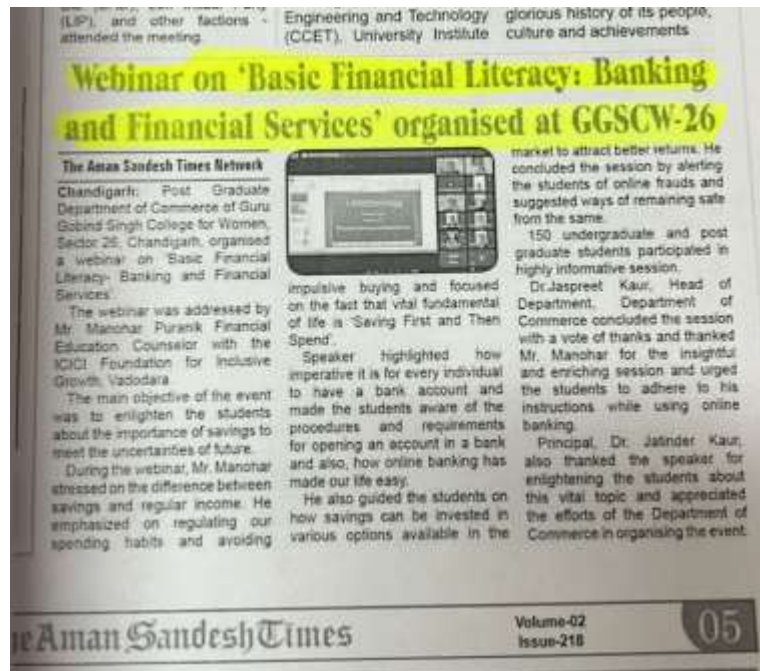 (LIP), and other factions -
attended the meeting.
Engineering and Technology
(CCET), University Institute
glorious history of its people,
culture and achievements
Webinar on 'Basic Financial Literacy: Banking
and Financial Services' organised at GGSCW-26
The Aman Sandesh Times Network
Chandigarh: Post Graduate
Department of Commerce of Guru
Gobind Singh College for Women,
Sector 26, Chandigarh, organised
a webinar on 'Basic Financial
Literacy- Banking and Financial
Services'.
The webinar was addressed by
Mr. Manohar Puranik Financial
Education Counselor with the
ICICI Foundation for Inclusive
Growth, Vadodara
The main objective of the event
was to enlighten the students
about the importance of savings to
meet the uncertainties of future.
During the webinar, Mr. Manohar
stressed on the difference between
savings and regular income. He
emphasized on regulating our
spending habits and avoiding
impulsive buying and focused
on the fact that vital fundamental
of life is 'Saving First and Then
Spend'.
Speaker highlighted how
imperative it is for every individual
to have a bank account and
made the students aware of the
procedures and requirements
for opening an account in a bank
and also, how online banking has
made our life easy.
He also guided the students on
how savings can be invested in
various options available in the
market to attract better returns. He
concluded the session by alerting
the students of online frauds and
suggested ways of remaining safe
from the same.
150 undergraduate and post
graduate students participated in
highly informative session.
Dr.Jaspreet Kaur, Head of
Department, Department of
Commerce concluded the session
with a vote of thanks and thanked
Mr. Manohar for the insightful
and enriching session and urged
the students to adhere to his
instructions while using online
banking.
Principal, Dr. Jatinder Kaur,
also thanked the speaker for
enlightening the students about
this vital topic and appreciated
the efforts of the Department of
Commerce in organising the event.
Aman Sandesh Times
Volume-02
Issue-218
05